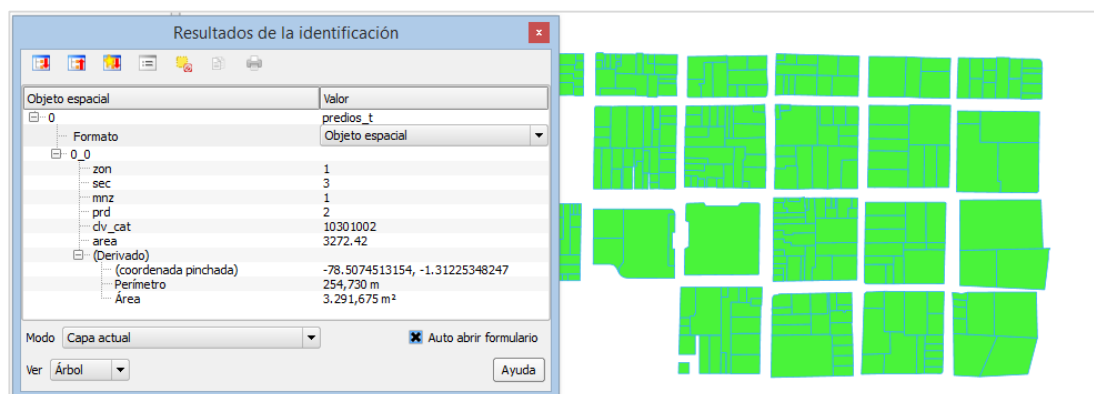 Resultados de la identificación
x
Objeto espacial Valor
0 predios_t
Formato Objeto espacial
0_0
zon 1
sec 3
mnz 1
prd 2
clv_cat 10301002
area 3272.42
(Derivado)
(coordenada pinchada) -78.5074513154, -1.31225348247
Perímetro 254,730 m
Área 3.291,675 m²
Modo Capa actual Auto abrir formulario
Ver Árbol Ayuda